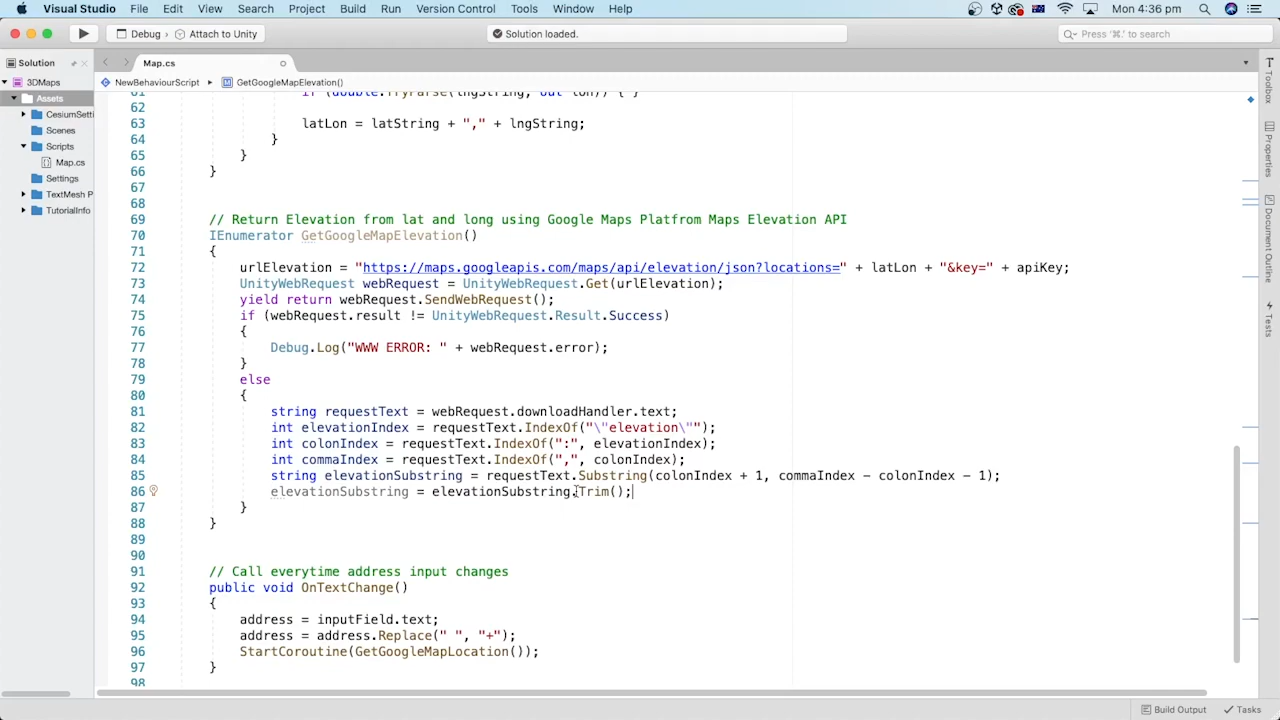 Visual Studio File Edit View Search Project Build Run Version Control Tools Window Help Mon 4:36 pm
Debug › Attach to Unity Solution loaded. Press '⌘.' to search
Solution Map.cs
3DMaps NewBehaviourScript ▸ GetGoogleMapElevation()
Assets
CesiumSetti
Scenes
Scripts
Map.cs
Settings
TextMesh P
TutorialInfo
61 if (double.TryParse(lngString, out lon)) { }
62
63 latLon = latString + "," + lngString;
64 }
65 }
66 }
67
68
69 // Return Elevation from lat and long using Google Maps Platfrom Maps Elevation API
70 IEnumerator GetGoogleMapElevation()
71 {
72 urlElevation = "https://maps.googleapis.com/maps/api/elevation/json?locations=" + latLon + "&key=" + apiKey;
73 UnityWebRequest webRequest = UnityWebRequest.Get(urlElevation);
74 yield return webRequest.SendWebRequest();
75 if (webRequest.result != UnityWebRequest.Result.Success)
76 {
77 Debug.Log("WWW ERROR: " + webRequest.error);
78 }
79 else
80 {
81 string requestText = webRequest.downloadHandler.text;
82 int elevationIndex = requestText.IndexOf("\"elevation\"");
83 int colonIndex = requestText.IndexOf(":", elevationIndex);
84 int commaIndex = requestText.IndexOf(",", colonIndex);
85 string elevationSubstring = requestText.Substring(colonIndex + 1, commaIndex - colonIndex - 1);
86 elevationSubstring = elevationSubstring.Trim();
87 }
88 }
89
90
91 // Call everytime address input changes
92 public void OnTextChange()
93 {
94 address = inputField.text;
95 address = address.Replace(" ", "+");
96 StartCoroutine(GetGoogleMapLocation());
97 }
98
Toolbox
Properties
Document Outline
Tests
Build Output Tasks